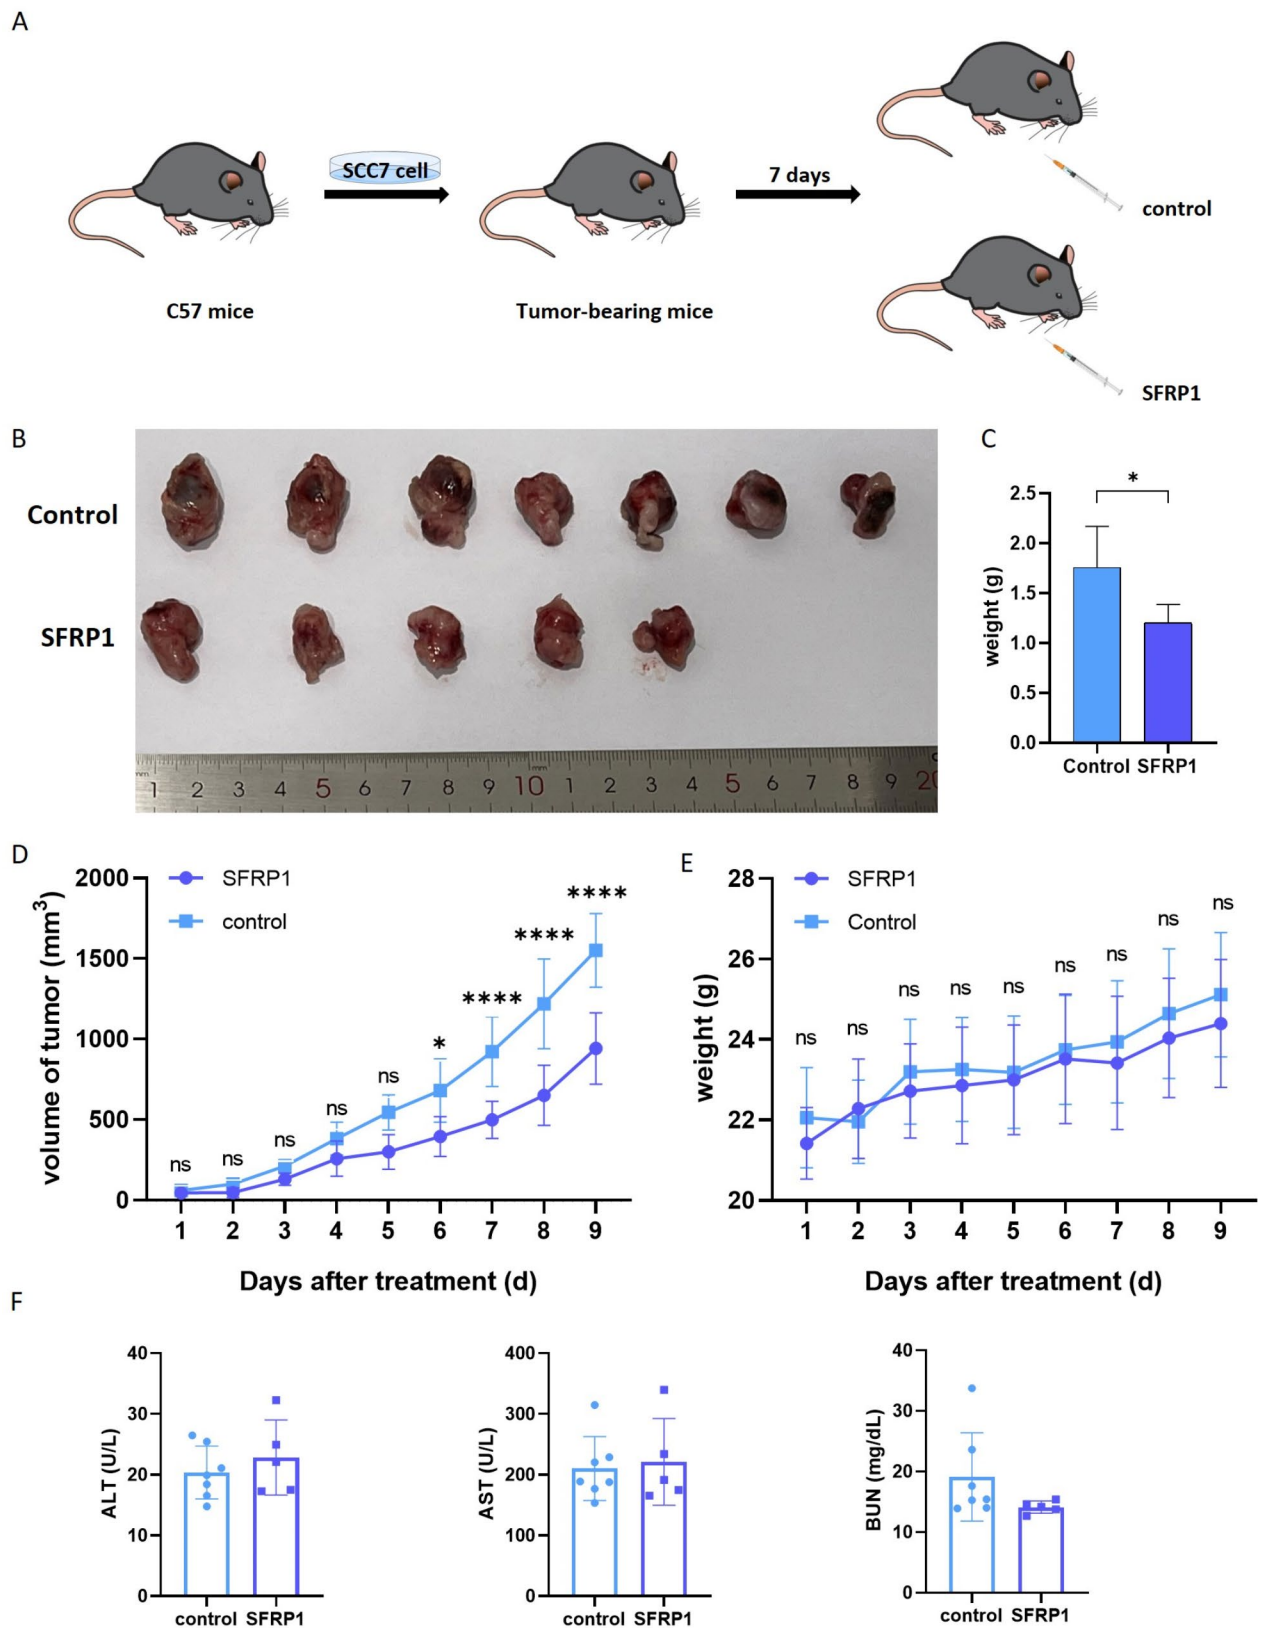 A
SCC7 cell
7 days
control
C57 mice
Tumor-bearing mice
SFRP1
B
Control
SFRP1
mm
mm
1 2 3 4 5 6 7 8 9 10 1 2 3 4 5 6 7 8 9 20
C
*
2.5
2.0
1.5
1.0
0.5
0.0
weight (g)
Control SFRP1
D
SFRP1
control
2000
1500
1000
500
0
volume of tumor (mm3)
ns ns ns ns ns * **** **** ****
1 2 3 4 5 6 7 8 9
Days after treatment (d)
E
SFRP1
Control
28
26
24
22
20
weight (g)
ns ns ns ns ns ns ns ns ns
1 2 3 4 5 6 7 8 9
Days after treatment (d)
F
40
30
20
10
0
ALT (U/L)
control SFRP1
400
300
200
100
0
AST (U/L)
control SFRP1
40
30
20
10
0
BUN (mg/dL)
control SFRP1